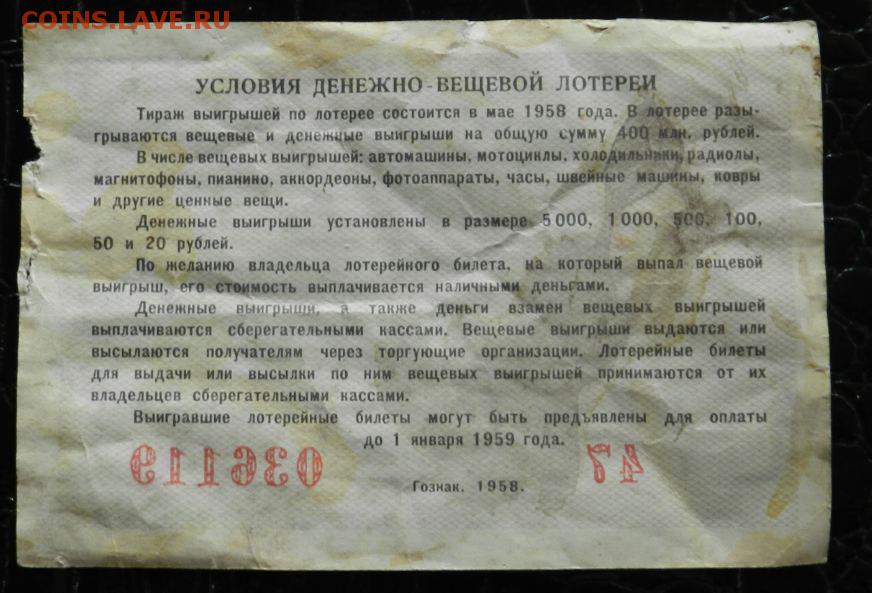 COINS.LAVE.RU
УСЛОВИЯ ДЕНЕЖНО-ВЕЩЕВОЙ ЛОТЕРЕИ
Тираж выигрышей по лотерее состоится в мае 1958 года. В лотерее разы-
грываются вещевые и денежные выигрыши на общую сумму 400 млн. рублей.
В числе вещевых выигрышей: автомашины, мотоциклы, холодильники, радиолы,
магнитофоны, пианино, аккордеоны, фотоаппараты, часы, швейные машины, ковры
и другие ценные вещи.
Денежные выигрыши установлены в размере 5000, 1000, 500, 100,
50 и 20 рублей.
По желанию владельца лотерейного билета, на который выпал вещевой
выигрыш, его стоимость выплачивается наличными деньгами.
Денежные выигрыши, а также деньги взамен вещевых выигрышей
выплачиваются сберегательными кассами. Вещевые выигрыши выдаются или
высылаются получателям через торгующие организации. Лотерейные билеты
для выдачи или высылки по ним вещевых выигрышей принимаются от их
владельцев сберегательными кассами.
Выигравшие лотерейные билеты могут быть предъявлены для оплаты
до 1 января 1959 года.
Гознак. 1958.